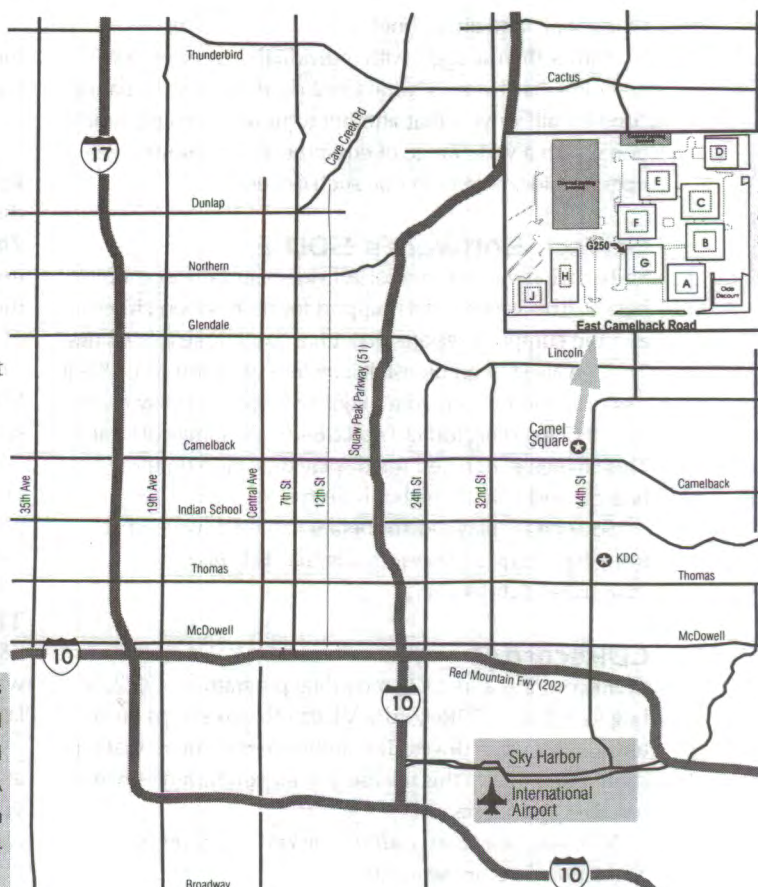 Thunderbird
Cactus
Cave Creek Rd
17
D
E
C
Dunlap
F
B
G250
G
Northern
H
A
J
Glendale
East Camelback Road
Lincoln
Squaw Peak Parkway (51)
Camel
Square
Camelback
35th Ave
19th Ave
Central Ave
7th St
12th St
24th St
32nd St
44th St
Camelback
Indian School
KDC
Thomas
Thomas
McDowell
McDowell
10
Red Mountain Fwy (202)
10
Sky Harbor
International
Airport
10
Broadway